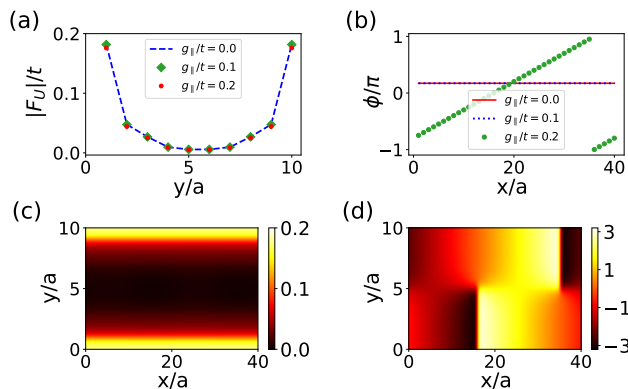 (a)
|F_U|/t
0.2
0.1
0.0
g_∥/t = 0.0
g_∥/t = 0.1
g_∥/t = 0.2
0
5
10
y/a
(b)
ϕ/π
1
0
−1
g_∥/t = 0.0
g_∥/t = 0.1
g_∥/t = 0.2
0
20
40
x/a
(c)
y/a
10
5
0
0
20
40
x/a
0.2
0.1
0.0
(d)
y/a
10
5
0
0
20
40
x/a
3
1
−1
−3